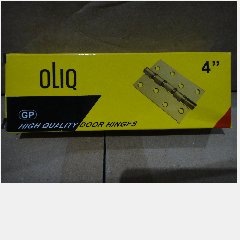 OLIQ
4"
GP
HIGH QUALITY DOOR HINGES